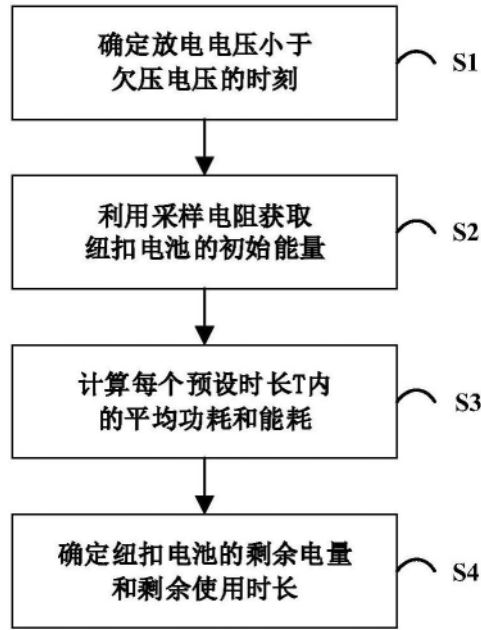 确定放电电压小于
欠压电压的时刻
S1
利用采样电阻获取
纽扣电池的初始能量
S2
计算每个预设时长T内
的平均功耗和能耗
S3
确定纽扣电池的剩余电量
和剩余使用时长
S4